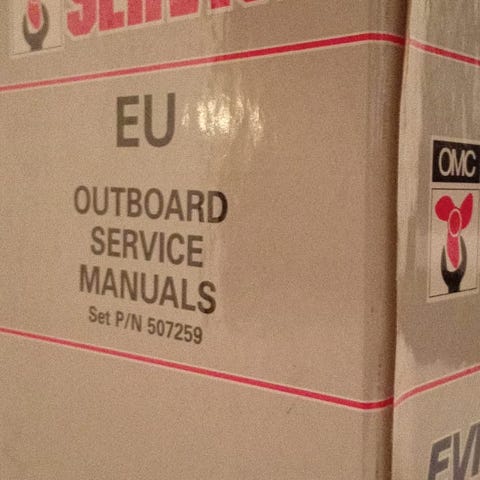 EU
OUTBOARD
SERVICE
MANUALS
Set P/N 507259
OMC